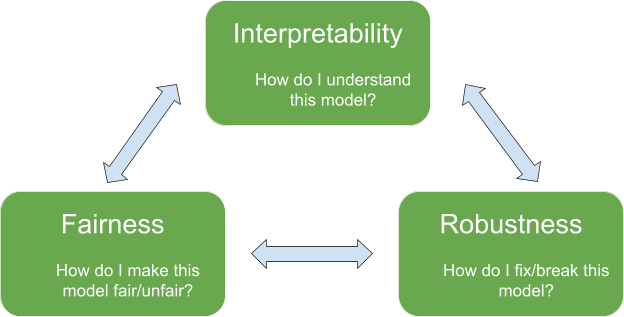 Interpretability
How do I understand
this model?
Fairness
How do I make this
model fair/unfair?
Robustness
How do I fix/break this
model?